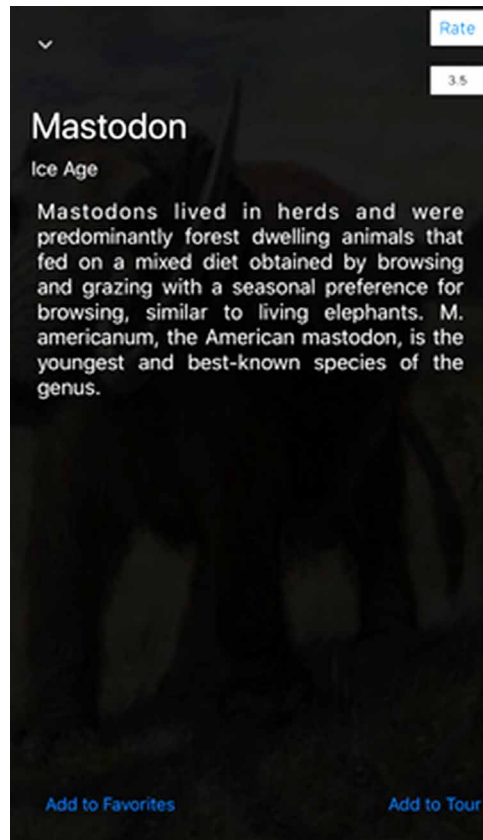 Rate
3.5
Mastodon
Ice Age
Mastodons lived in herds and were
predominantly forest dwelling animals that
fed on a mixed diet obtained by browsing
and grazing with a seasonal preference for
browsing, similar to living elephants. M.
americanum, the American mastodon, is the
youngest and best-known species of the
genus.
Add to Favorites
Add to Tour